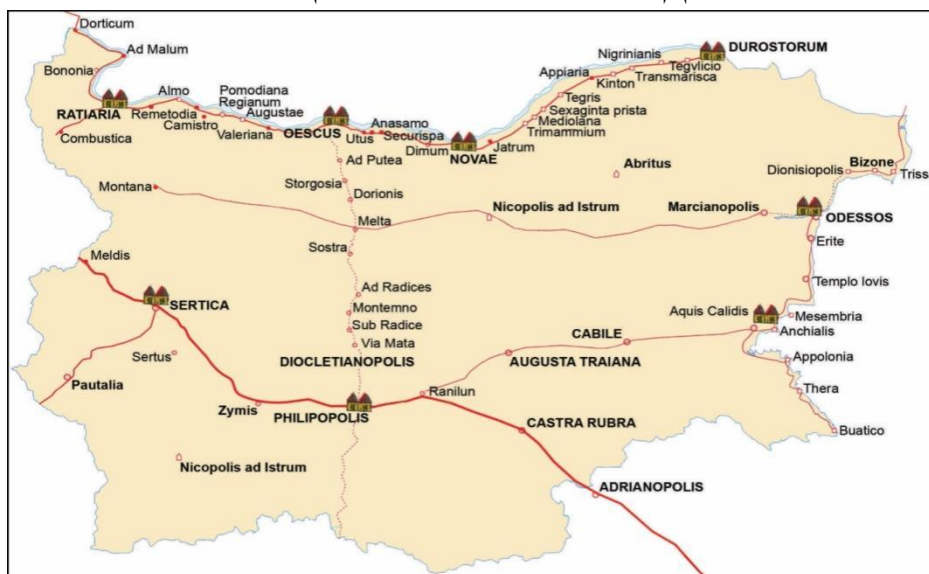 Dorticum
Ad Malum
Bononia
RATIARIA
Combustica
Remetodia
Almo
Camistro
Pomodiana
Regianum
Augustae
Valeriana
OESCUS
Utus
Anasamo
Securispa
Dimum
NOVAE
Jatrum
Trimammium
Mediolana
Sexaginta prista
Tegris
Appiaria
Kinton
Nigrinianis
Transmarisca
Tegvlicio
DUROSTORUM
Ad Putea
Storgosia
Dorionis
Abritus
Dionisiopolis
Bizone
Triss
Montana
Melta
Nicopolis ad Istrum
Marcianopolis
ODESSOS
Sostra
Erite
Meldis
Templo Iovis
SERTICA
Ad Radices
Montemno
Sub Radice
Via Mata
Aquis Calidis
Mesembria
Anchialis
Sertus
DIOCLETIANOPOLIS
CABILE
AUGUSTA TRAIANA
Appolonia
Pautalia
Thera
Zymis
PHILIPOPOLIS
Ranilun
CASTRA RUBRA
Buatico
Nicopolis ad Istrum
ADRIANOPOLIS